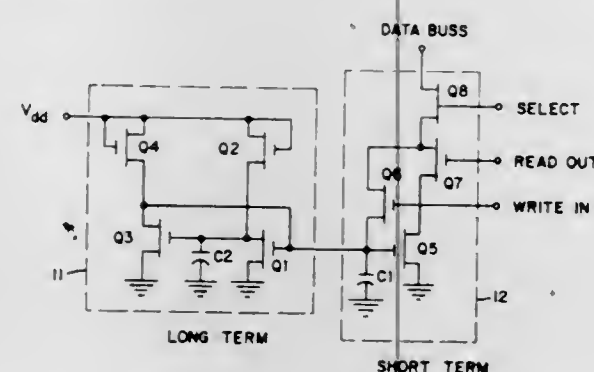 DATA BUSS
Q8
SELECT
Vdd
Q4
Q2
Q6
Q7
READ OUT
WRITE IN
Q3
C2
Q1
Q5
C1
11
12
LONG TERM
SHORT TERM